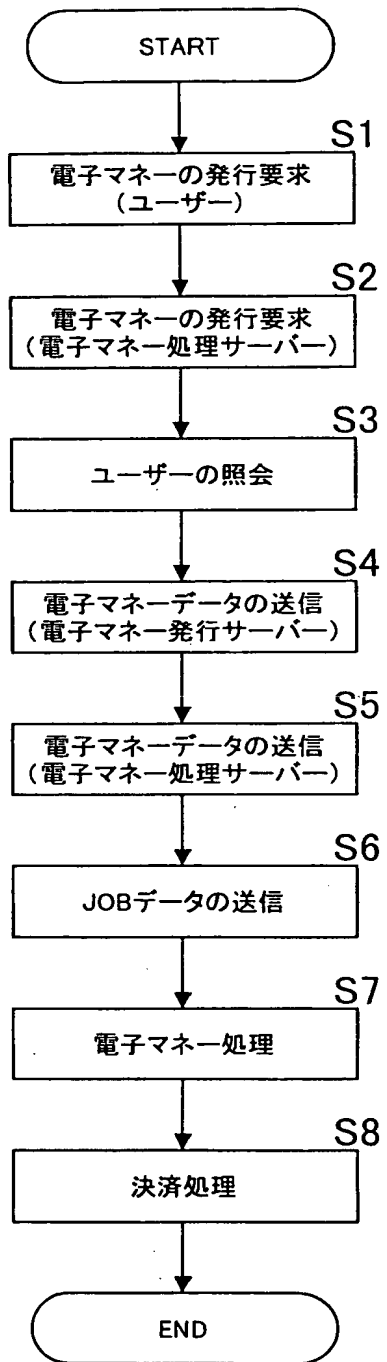 START
S1
電子マネーの発行要求
(ユーザー)
S2
電子マネーの発行要求
(電子マネー処理サーバー)
S3
ユーザーの照会
S4
電子マネーデータの送信
(電子マネー発行サーバー)
S5
電子マネーデータの送信
(電子マネー処理サーバー)
S6
JOBデータの送信
S7
電子マネー処理
S8
決済処理
END